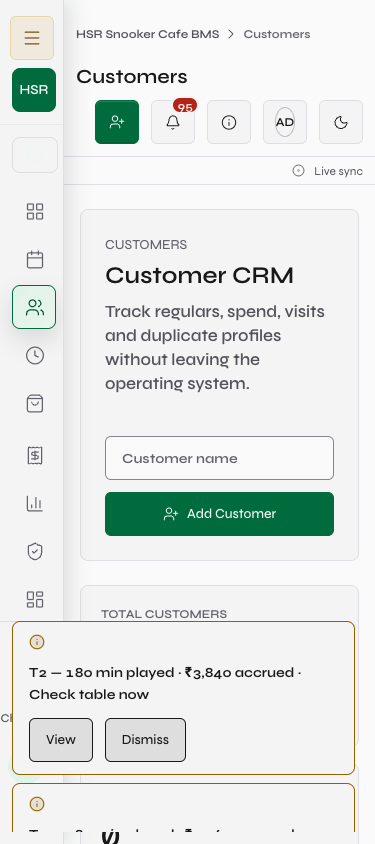 HSR Snooker Cafe BMS > Customers
HSR
Customers
95
AD
Live sync
CUSTOMERS
Customer CRM
Track regulars, spend, visits
and duplicate profiles
without leaving the
operating system.
Customer name
Add Customer
TOTAL CUSTOMERS
T2 — 180 min played · ₹3,840 accrued ·
Check table now
View
Dismiss